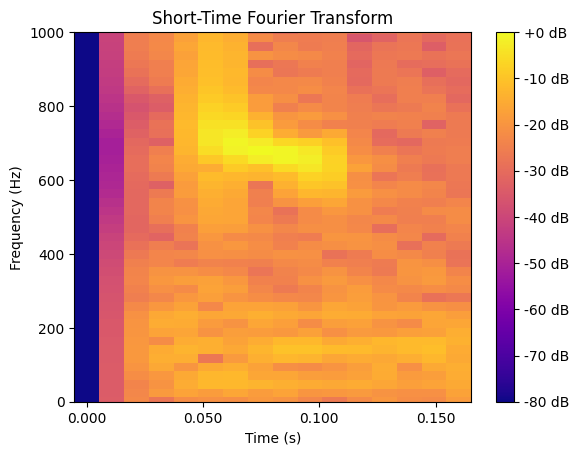 Short-Time Fourier Transform
1000
800
600
400
200
0
Frequency (Hz)
0.000
0.050
0.100
0.150
Time (s)
+0 dB
-10 dB
-20 dB
-30 dB
-40 dB
-50 dB
-60 dB
-70 dB
-80 dB